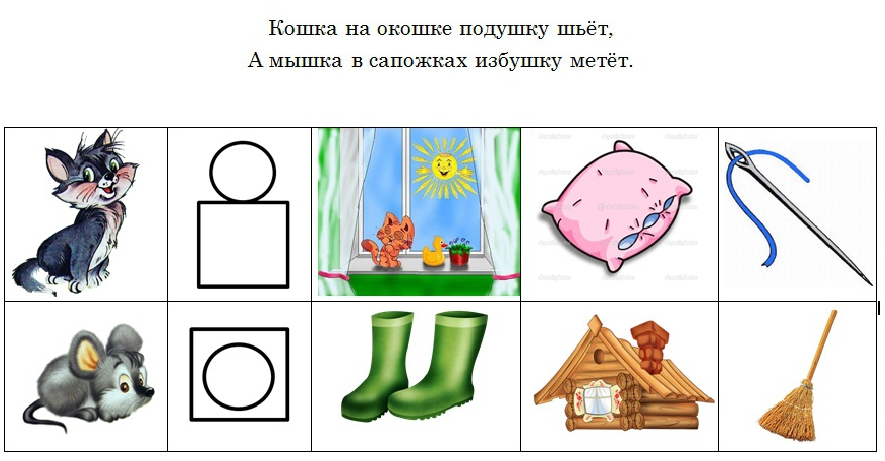 Кошка на окошке подушку шьёт,
А мышка в сапожках избушку метёт.